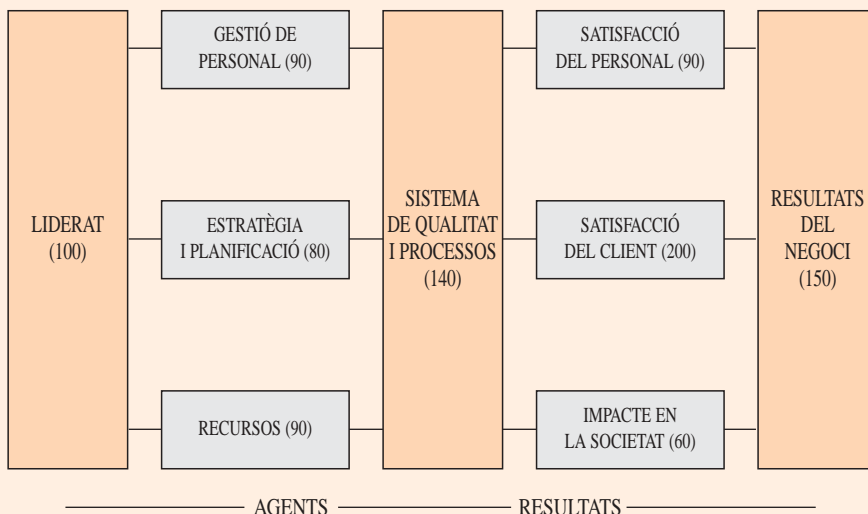 GESTIÓ DE
PERSONAL (90)
SATISFACCIÓ
DEL PERSONAL (90)
LIDERAT
(100)
ESTRATÈGIA
I PLANIFICACIÓ (80)
SISTEMA
DE QUALITAT
I PROCESSOS
(140)
SATISFACCIÓ
DEL CLIENT (200)
RESULTATS
DEL
NEGOCI
(150)
RECURSOS (90)
IMPACTE EN
LA SOCIETAT (60)
AGENTS
RESULTATS